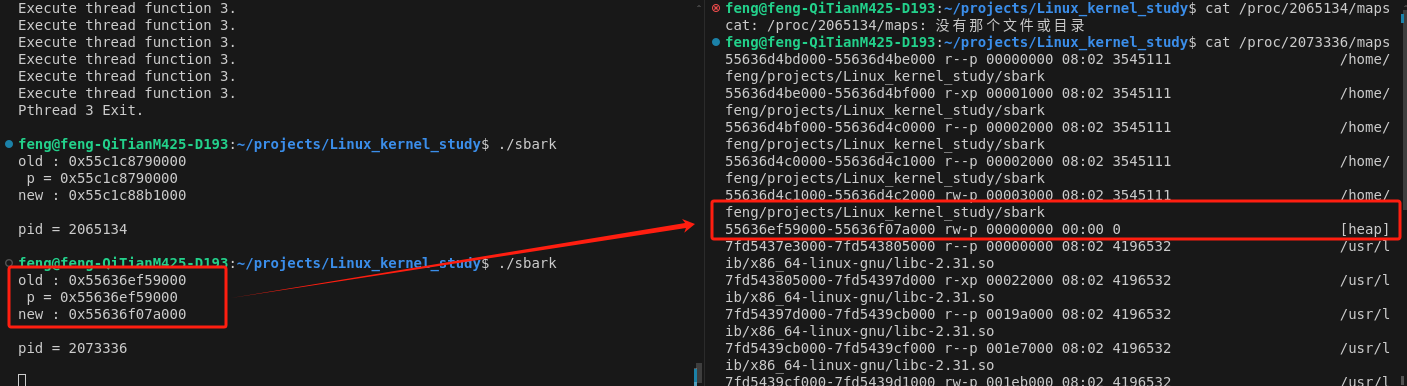 Execute thread function 3.
Execute thread function 3.
Execute thread function 3.
Execute thread function 3.
Execute thread function 3.
Execute thread function 3.
Pthread 3 Exit.
feng@feng-QiTianM425-D193:~/projects/Linux_kernel_study$ ./sbark
old : 0x55c1c8790000
p = 0x55c1c8790000
new : 0x55c1c88b1000
pid = 2065134
feng@feng-QiTianM425-D193:~/projects/Linux_kernel_study$ ./sbark
old : 0x55636ef59000
p = 0x55636ef59000
new : 0x55636f07a000
pid = 2073336
feng@feng-QiTianM425-D193:~/projects/Linux_kernel_study$ cat /proc/2065134/maps
cat: /proc/2065134/maps: 没有那个文件或目录
feng@feng-QiTianM425-D193:~/projects/Linux_kernel_study$ cat /proc/2073336/maps
55636d4bd000-55636d4be000 r--p 00000000 08:02 3545111 /home/
feng/projects/Linux_kernel_study/sbark
55636d4be000-55636d4bf000 r-xp 00001000 08:02 3545111 /home/
feng/projects/Linux_kernel_study/sbark
55636d4bf000-55636d4c0000 r--p 00002000 08:02 3545111 /home/
feng/projects/Linux_kernel_study/sbark
55636d4c0000-55636d4c1000 r--p 00002000 08:02 3545111 /home/
feng/projects/Linux_kernel_study/sbark
55636d4c1000-55636d4c2000 rw-p 00003000 08:02 3545111 /home/
feng/projects/Linux_kernel_study/sbark
55636ef59000-55636f07a000 rw-p 00000000 00:00 0 [heap]
7fd5437e3000-7fd543805000 r--p 00000000 08:02 4196532 /usr/l
ib/x86_64-linux-gnu/libc-2.31.so
7fd543805000-7fd54397d000 r-xp 00022000 08:02 4196532 /usr/l
ib/x86_64-linux-gnu/libc-2.31.so
7fd54397d000-7fd5439cb000 r--p 0019a000 08:02 4196532 /usr/l
ib/x86_64-linux-gnu/libc-2.31.so
7fd5439cb000-7fd5439cf000 r--p 001e7000 08:02 4196532 /usr/l
ib/x86_64-linux-gnu/libc-2.31.so
7fd5439cf000-7fd5439d1000 rw-p 001eb000 08:02 4196532 /usr/l